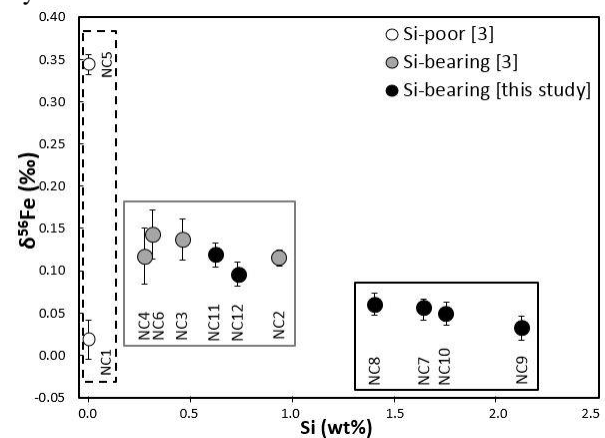 0.40
0.35
0.30
0.25
0.20
0.15
0.10
0.05
0.00
-0.05
δ⁵⁶Fe (‰)
Si-poor [3]
Si-bearing [3]
Si-bearing [this study]
NC5
NC1
NC4
NC6
NC3
NC11
NC12
NC2
NC8
NC7
NC10
NC9
0.0 0.5 1.0 1.5 2.0 2.5
Si (wt%)